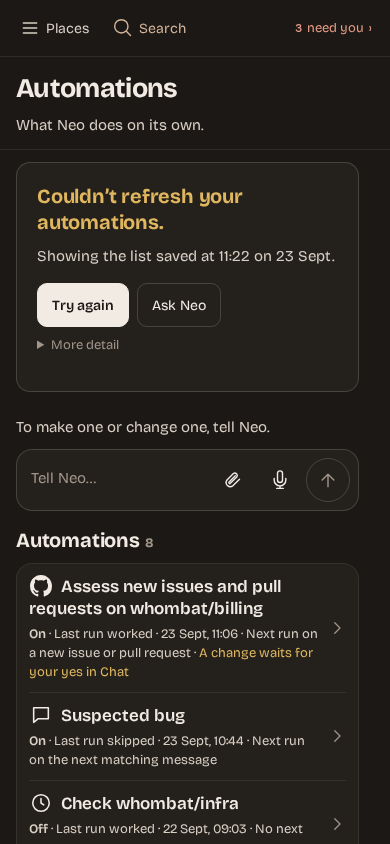 Places
Search
3 need you ›
Automations
What Neo does on its own.
Couldn’t refresh your
automations.
Showing the list saved at 11:22 on 23 Sept.
Try again
Ask Neo
More detail
To make one or change one, tell Neo.
Tell Neo...
Automations 8
Assess new issues and pull
requests on whombat/billing
On · Last run worked · 23 Sept, 11:06 · Next run on
a new issue or pull request · A change waits for
your yes in Chat
Suspected bug
On · Last run skipped · 23 Sept, 10:44 · Next run
on the next matching message
Check whombat/infra
Off · Last run worked · 22 Sept, 09:03 · No next